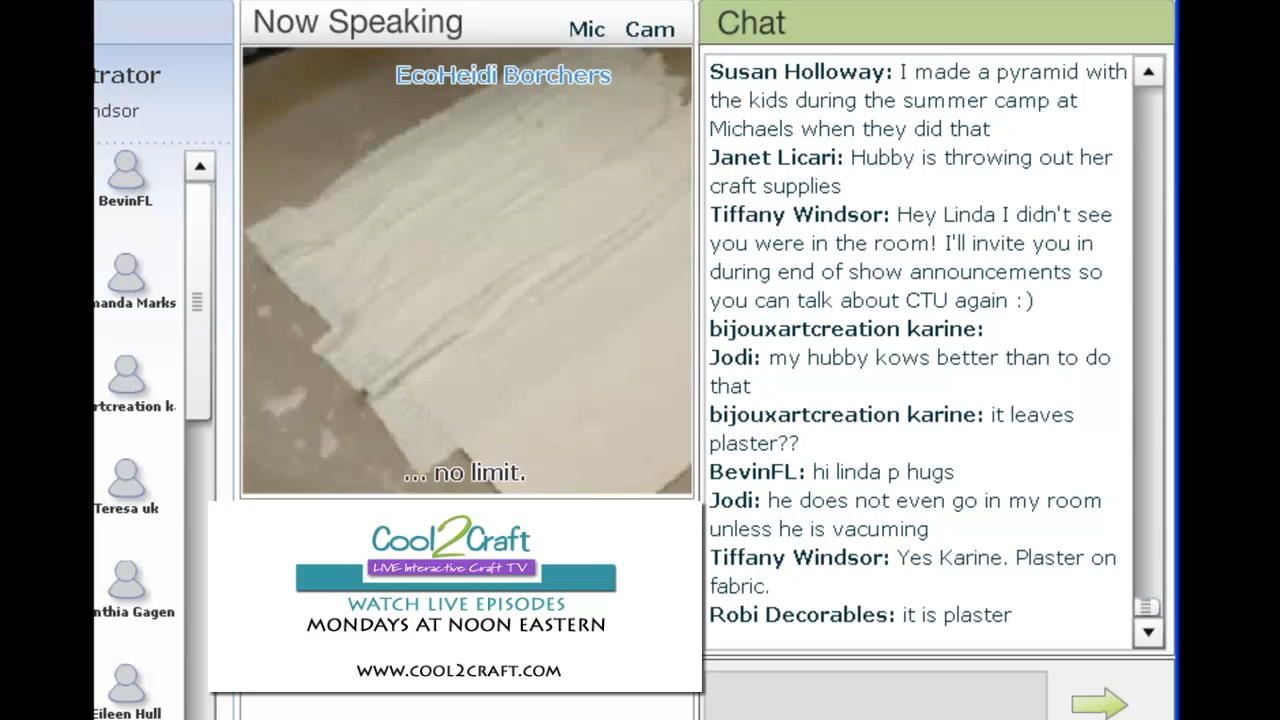 trator
ndsor
BevinFL
manda Marks
rtcreation k
Teresa uk
nthia Gagen
Eileen Hull
Now Speaking
Mic Cam
EcoHeidi Borchers
... no limit.
Cool2Craft
LIVE Interactive Craft TV
WATCH LIVE EPISODES
MONDAYS AT NOON EASTERN
WWW.COOL2CRAFT.COM
Chat
Susan Holloway: I made a pyramid with
the kids during the summer camp at
Michaels when they did that
Janet Licari: Hubby is throwing out her
craft supplies
Tiffany Windsor: Hey Linda I didn't see
you were in the room! I'll invite you in
during end of show announcements so
you can talk about CTU again :)
bijouxartcreation karine:
Jodi: my hubby kows better than to do
that
bijouxartcreation karine: it leaves
plaster??
BevinFL: hi linda p hugs
Jodi: he does not even go in my room
unless he is vacuming
Tiffany Windsor: Yes Karine. Plaster on
fabric.
Robi Decorables: it is plaster